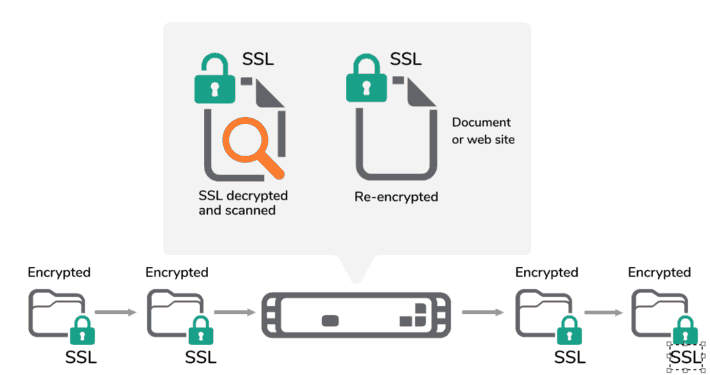 SSL
SSL
Document
or web site
SSL decrypted
and scanned
Re-encrypted
Encrypted
Encrypted
Encrypted
Encrypted
SSL
SSL
SSL
SSL